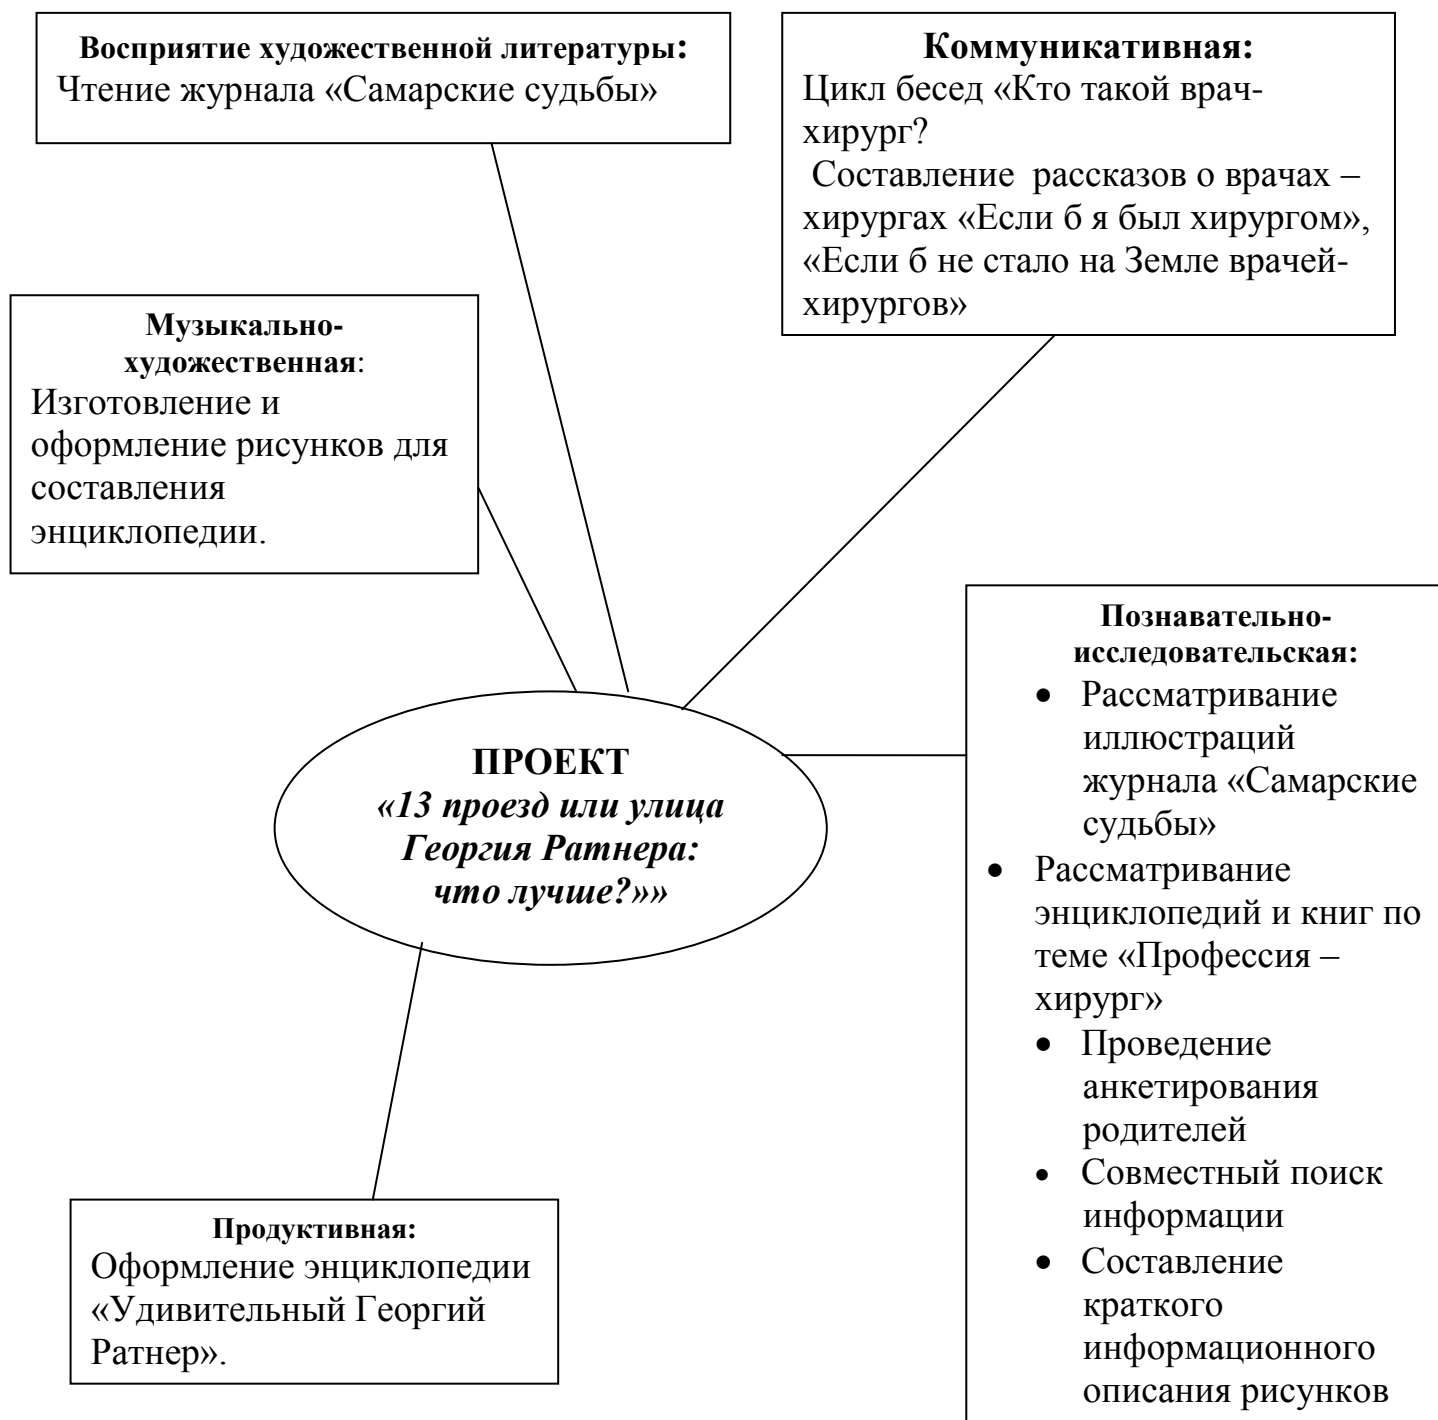 Восприятие художественной литературы:
Чтение журнала «Самарские судьбы»
Коммуникативная:
Цикл бесед «Кто такой врач-
хирург?
Составление рассказов о врачах –
хирургах «Если б я был хирургом»,
«Если б не стало на Земле врачей-
хирургов»
Музыкально-
художественная:
Изготовление и
оформление рисунков для
составления
энциклопедии.
Познавательно-
исследовательская:
• Рассматривание
иллюстраций
журнала «Самарские
судьбы»
• Рассматривание
энциклопедий и книг по
теме «Профессия –
хирург»
• Проведение
анкетирования
родителей
• Совместный поиск
информации
• Составление
краткого
информационного
описания рисунков
ПРОЕКТ
«13 проезд или улица
Георгия Ратнера:
что лучше?»»
Продуктивная:
Оформление энциклопедии
«Удивительный Георгий
Ратнер».